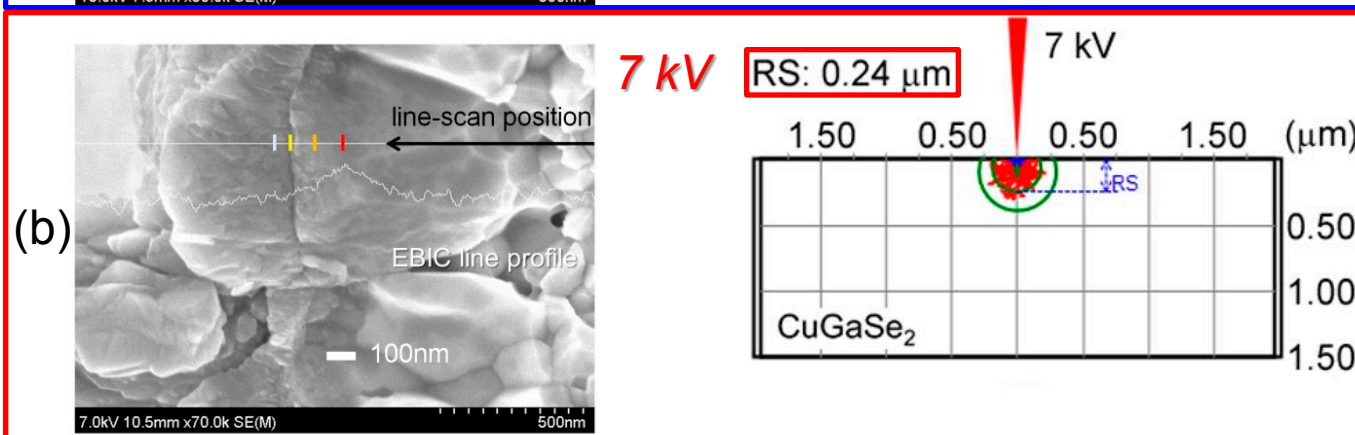 (b)
line-scan position
EBIC line profile
100nm
7.0kV 10.5mm x70.0k SE(M)
500nm
7 kV
RS: 0.24 μm
7 kV
1.50 0.50 0.50 1.50 (μm)
RS
0.50
1.00
1.50
CuGaSe₂